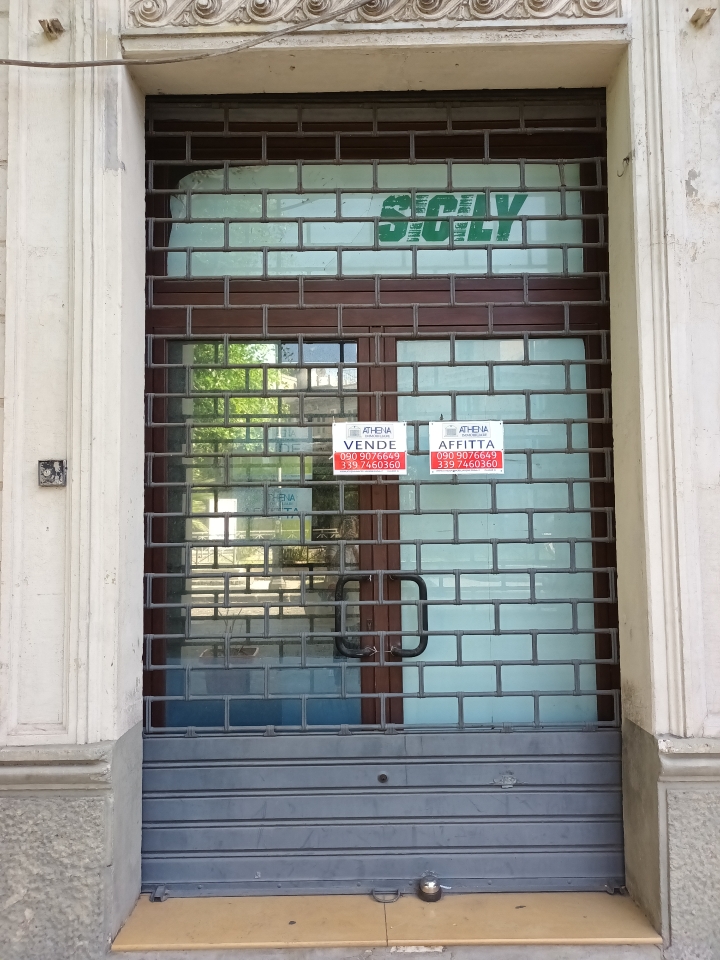 SICILY
ATHENA
VENDE
090 9076649
339.7460360
ATHENA
AFFITTA
090 9076649
339.7460360